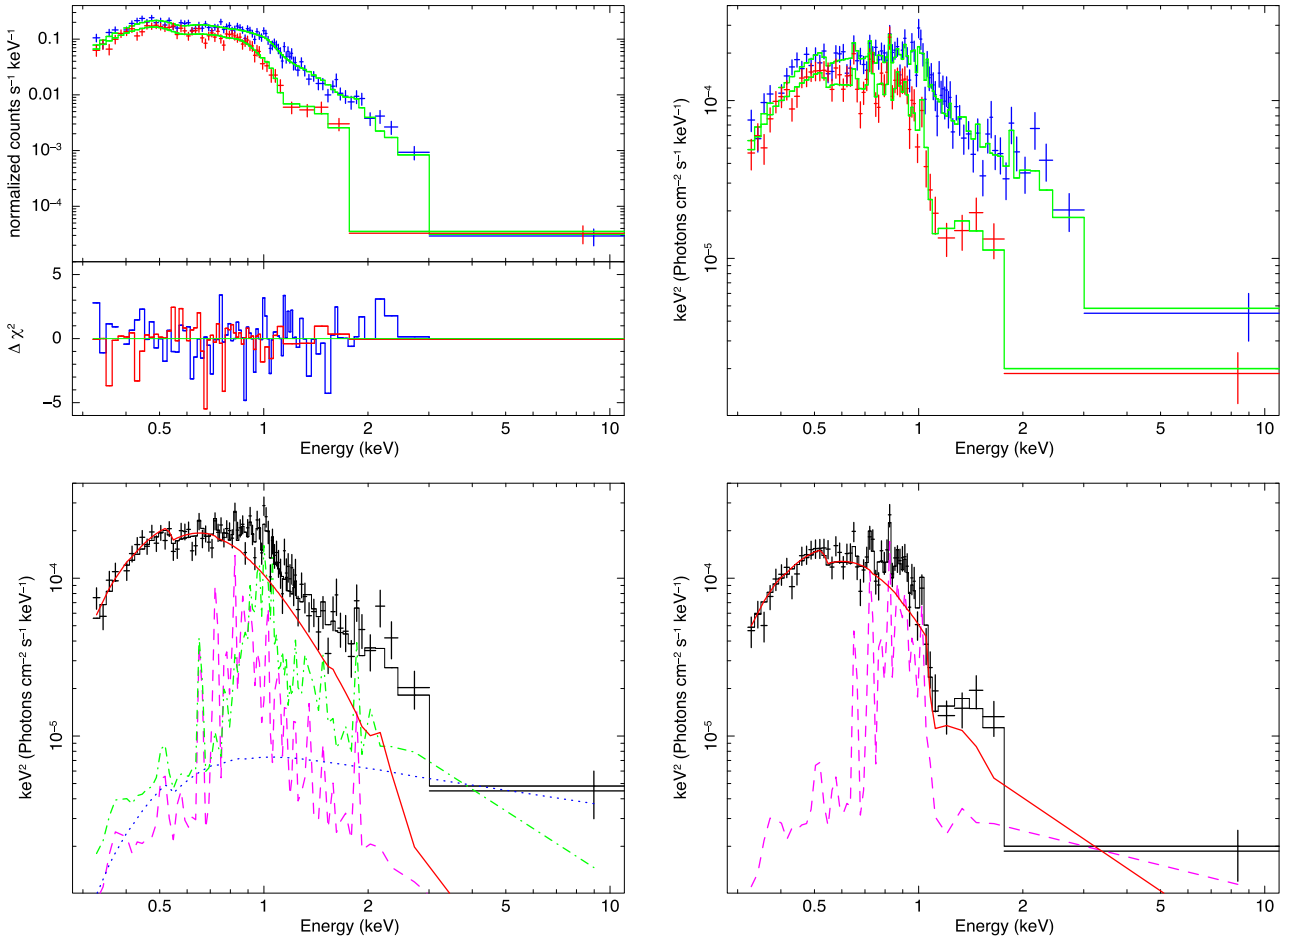 normalized counts s⁻¹ keV⁻¹
0.1
0.01
10⁻³
10⁻⁴
Δ χ²
5
0
−5
0.5 1 2 5 10
Energy (keV)
keV² (Photons cm⁻² s⁻¹ keV⁻¹)
10⁻⁴
10⁻⁵
0.5 1 2 5 10
Energy (keV)
keV² (Photons cm⁻² s⁻¹ keV⁻¹)
10⁻⁴
10⁻⁵
0.5 1 2 5 10
Energy (keV)
keV² (Photons cm⁻² s⁻¹ keV⁻¹)
10⁻⁴
10⁻⁵
0.5 1 2 5 10
Energy (keV)